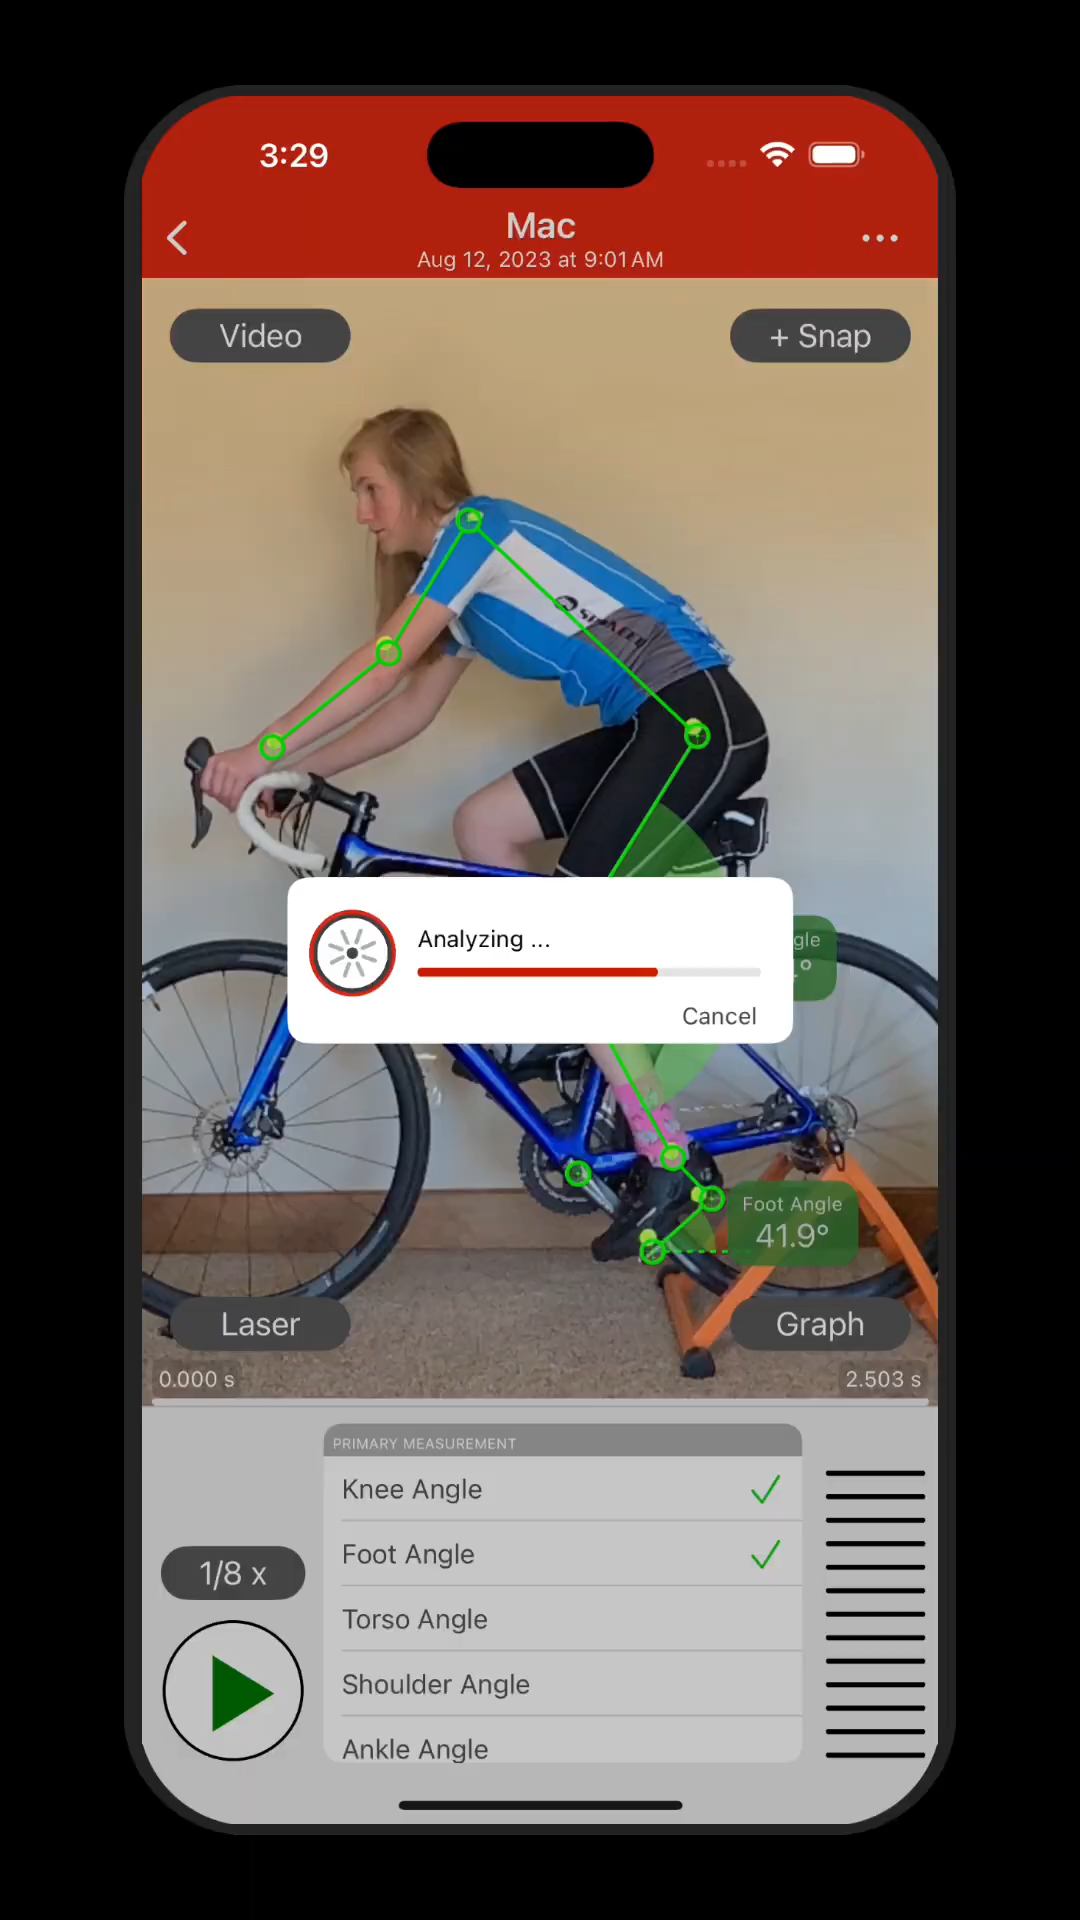 3:29
Mac
Aug 12, 2023 at 9:01 AM
Video
+ Snap
Analyzing ...
gle
°
Cancel
Foot Angle
41.9°
Laser
Graph
0.000 s
2.503 s
PRIMARY MEASUREMENT
Knee Angle
Foot Angle
1/8 x
Torso Angle
Shoulder Angle
Ankle Angle